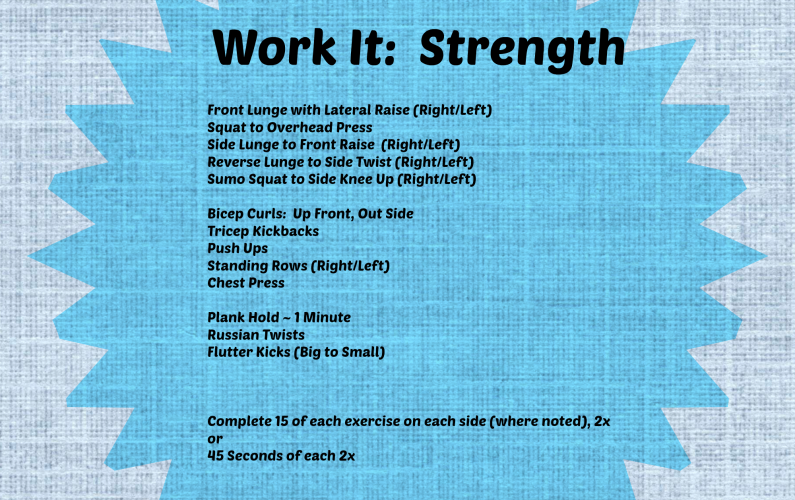 Work It:  Strength
Front Lunge with Lateral Raise (Right/Left)
Squat to Overhead Press
Side Lunge to Front Raise  (Right/Left)
Reverse Lunge to Side Twist (Right/Left)
Sumo Squat to Side Knee Up (Right/Left)
Bicep Curls:  Up Front, Out Side
Tricep Kickbacks
Push Ups
Standing Rows (Right/Left)
Chest Press
Plank Hold ~ 1 Minute
Russian Twists
Flutter Kicks (Big to Small)
Complete 15 of each exercise on each side (where noted), 2x
or
45 Seconds of each 2x